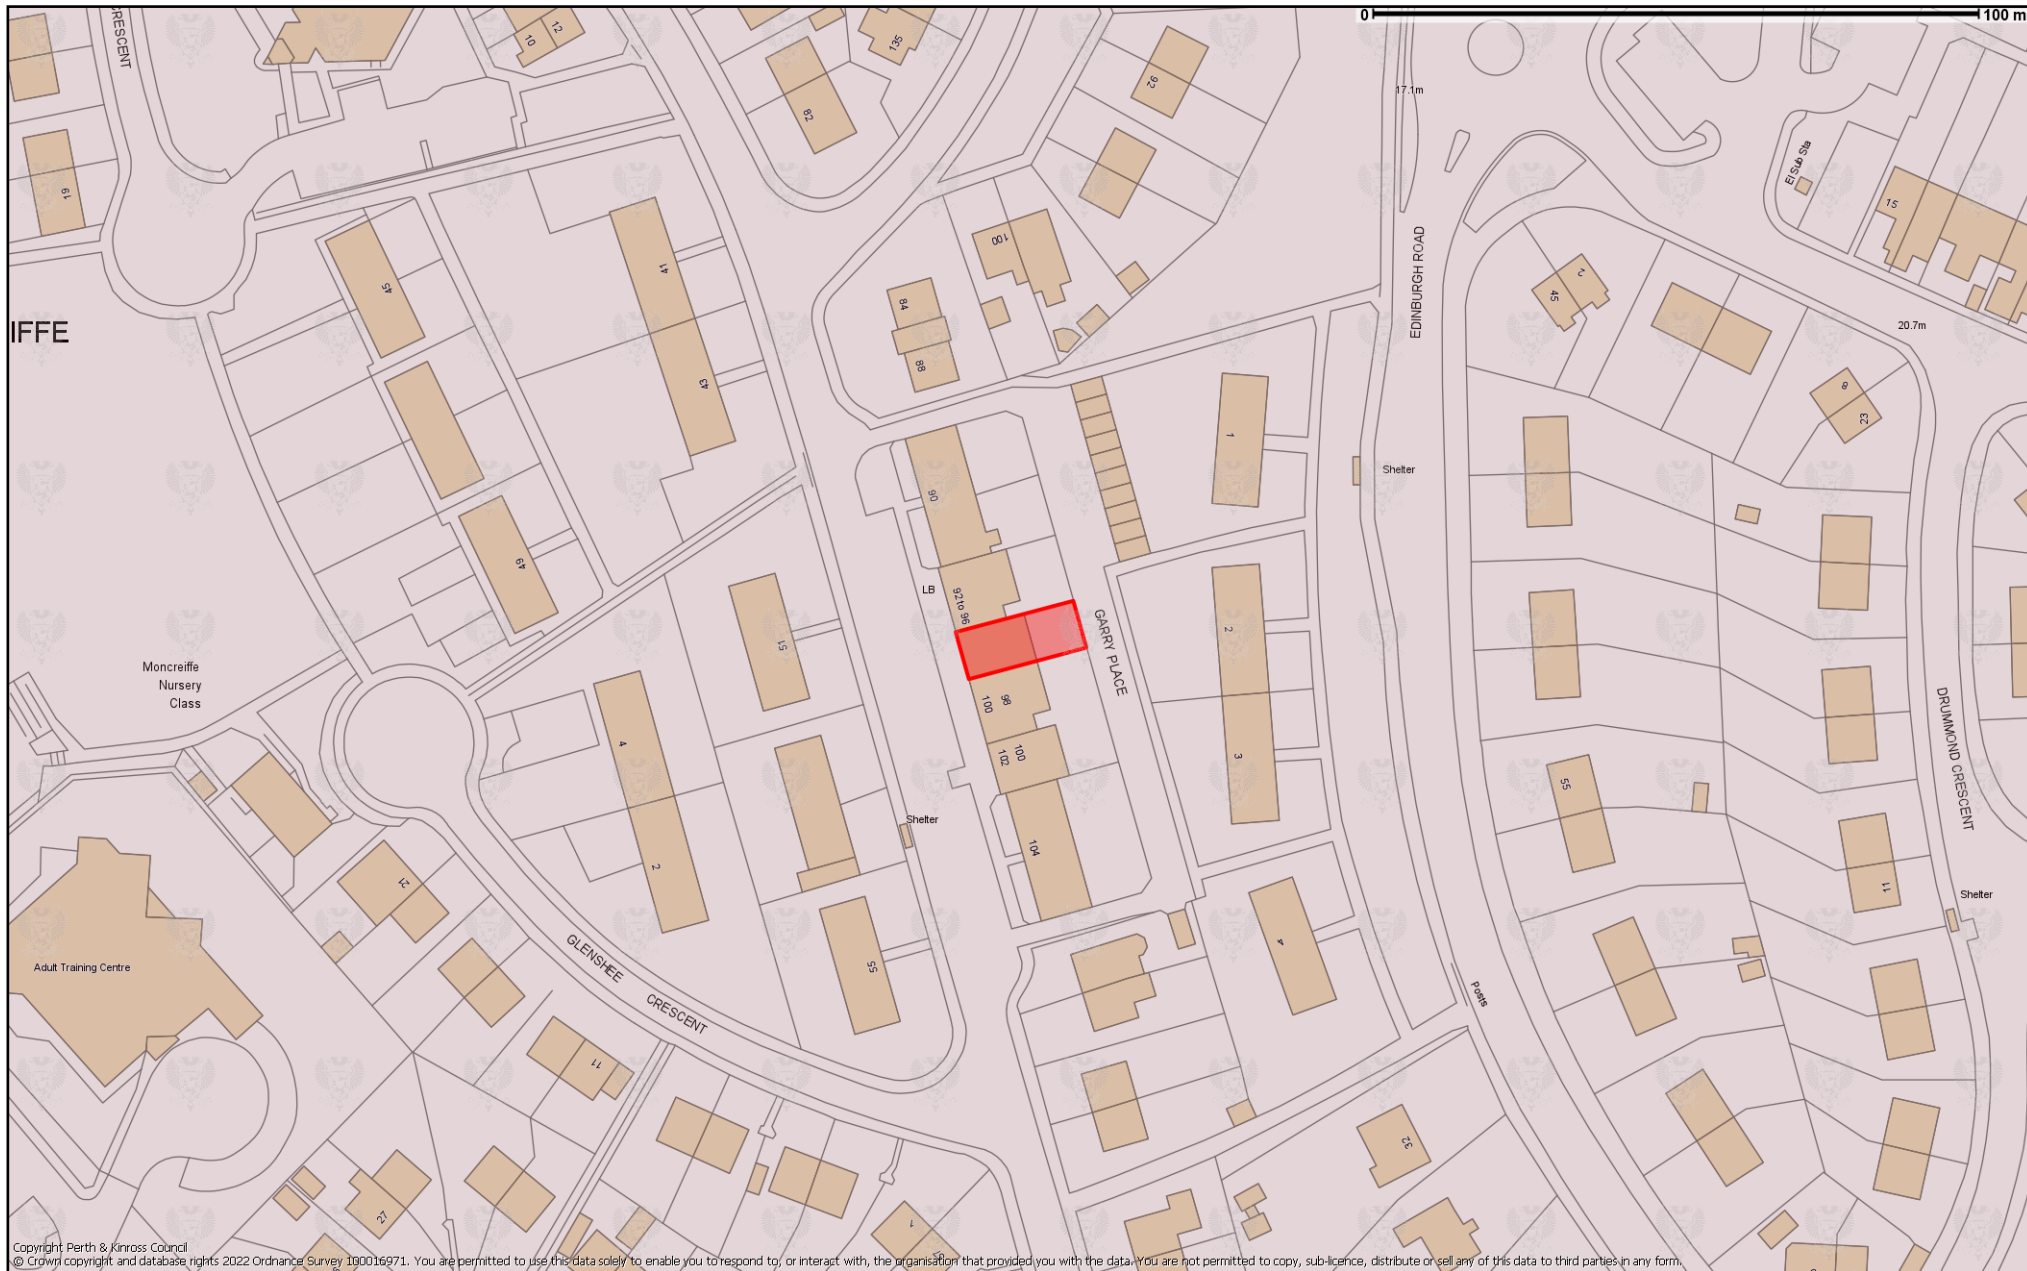 0
100 m
CRESCENT
10
12
135
82
92
17.1m
El Sub Sta
15
19
45
41
100
84
EDINBURGH ROAD
2
45
IFFE
88
43
20.7m
8
23
1
Shelter
90
49
LB
92 to 96
51
GARRY PLACE
2
Moncreiffe
Nursery
Class
98
100
DRUMMOND CRESCENT
4
100
102
3
55
Shelter
104
2
21
11
Shelter
GLENSHEE
CRESCENT
4
55
Adult Training Centre
Posts
11
32
27
1
Copyright Perth & Kinross Council
© Crown copyright and database rights 2022 Ordnance Survey 100016971. You are permitted to use this data solely to enable you to respond to, or interact with, the organisation that provided you with the data. You are not permitted to copy, sub-licence, distribute or sell any of this data to third parties in any form.